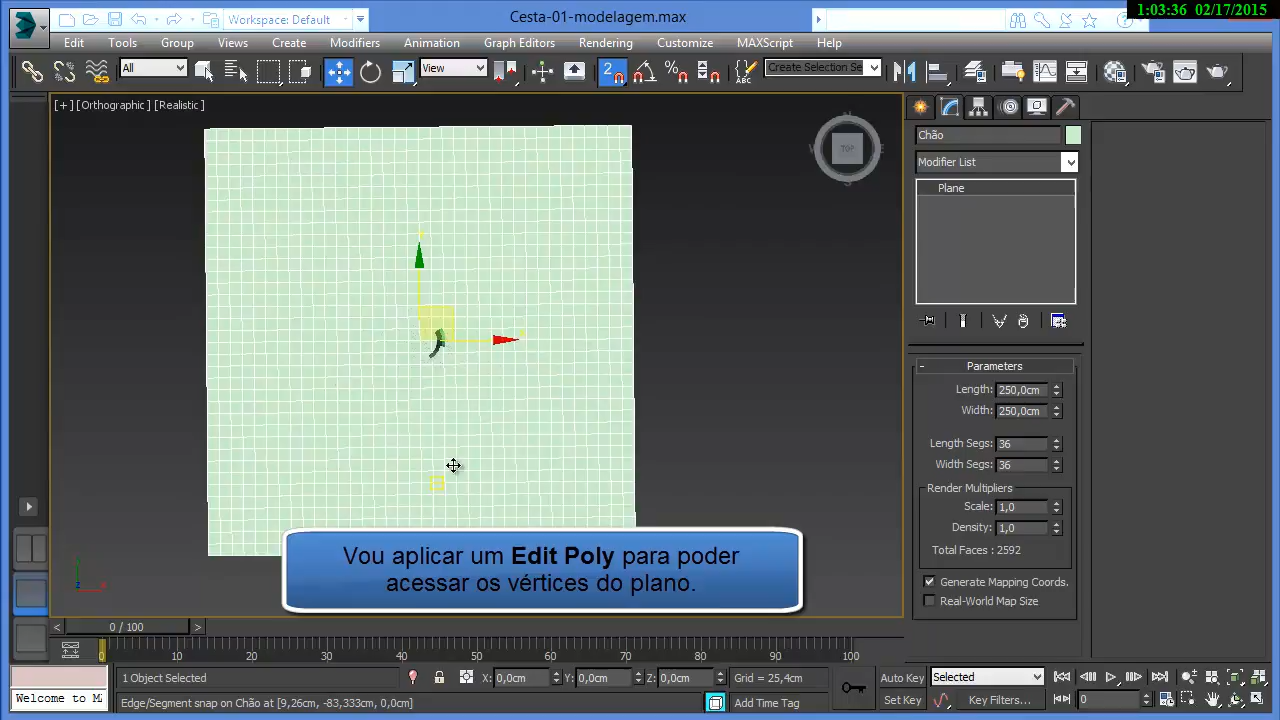 1:03:36 02/17/2015
Workspace: Default
Cesta-01-modelagem.max
Edit Tools Group Views Create Modifiers Animation Graph Editors Rendering Customize MAXScript Help
All
View
2
Create Selection Se
[+] [Orthographic] [Realistic]
TOP
Chão
Modifier List
Plane
- Parameters
Length: 250,0cm
Width: 250,0cm
Length Segs: 36
Width Segs: 36
Render Multipliers
Scale: 1,0
Density: 1,0
Total Faces : 2592
Generate Mapping Coords.
Real-World Map Size
Vou aplicar um Edit Poly para poder
acessar os vértices do plano.
< 0 / 100 >
0 10 20 30 40 50 60 70 80 90 100
1 Object Selected
X: 0,0cm Y: 0,0cm Z: 0,0cm
Grid = 25,4cm
Auto Key
Selected
Welcome to M
Edge/Segment snap on Chão at [9,26cm, -83,333cm, 0,0cm]
Add Time Tag
Set Key
Key Filters...
0